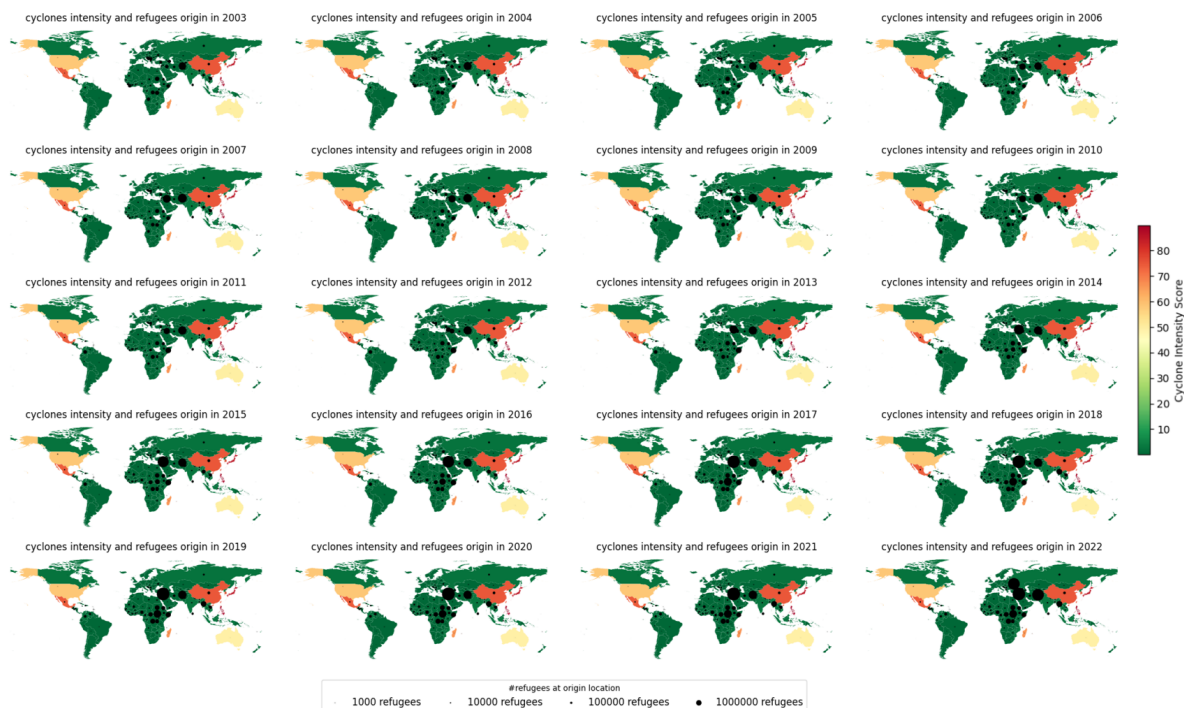 cyclones intensity and refugees origin in 2003
cyclones intensity and refugees origin in 2004
cyclones intensity and refugees origin in 2005
cyclones intensity and refugees origin in 2006
cyclones intensity and refugees origin in 2007
cyclones intensity and refugees origin in 2008
cyclones intensity and refugees origin in 2009
cyclones intensity and refugees origin in 2010
cyclones intensity and refugees origin in 2011
cyclones intensity and refugees origin in 2012
cyclones intensity and refugees origin in 2013
cyclones intensity and refugees origin in 2014
cyclones intensity and refugees origin in 2015
cyclones intensity and refugees origin in 2016
cyclones intensity and refugees origin in 2017
cyclones intensity and refugees origin in 2018
cyclones intensity and refugees origin in 2019
cyclones intensity and refugees origin in 2020
cyclones intensity and refugees origin in 2021
cyclones intensity and refugees origin in 2022
80
70
60
50
40
30
20
10
Cyclone Intensity Score
#refugees at origin location
1000 refugees 10000 refugees 100000 refugees 1000000 refugees